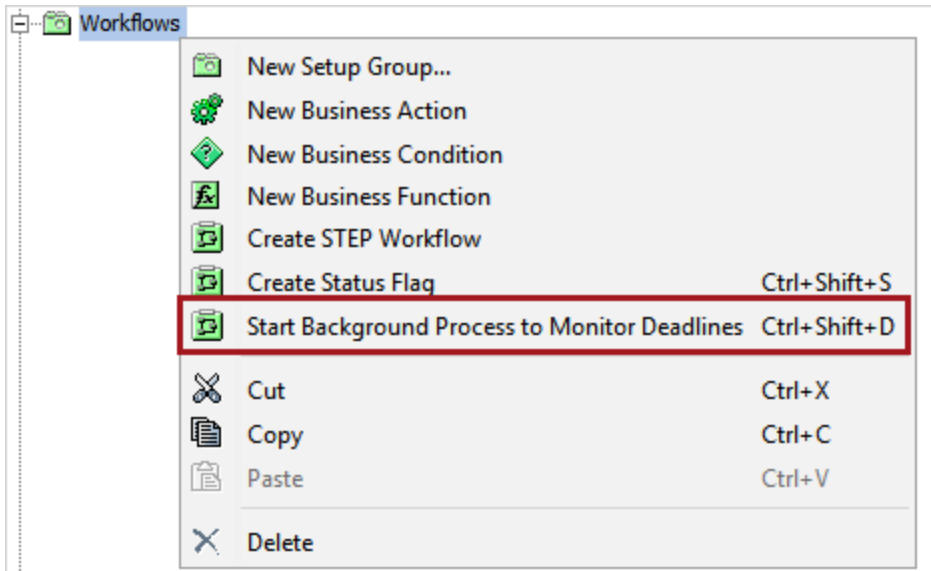 Workflows
New Setup Group...
New Business Action
New Business Condition
New Business Function
Create STEP Workflow
Create Status Flag Ctrl+Shift+S
Start Background Process to Monitor Deadlines Ctrl+Shift+D
Cut Ctrl+X
Copy Ctrl+C
Paste Ctrl+V
Delete